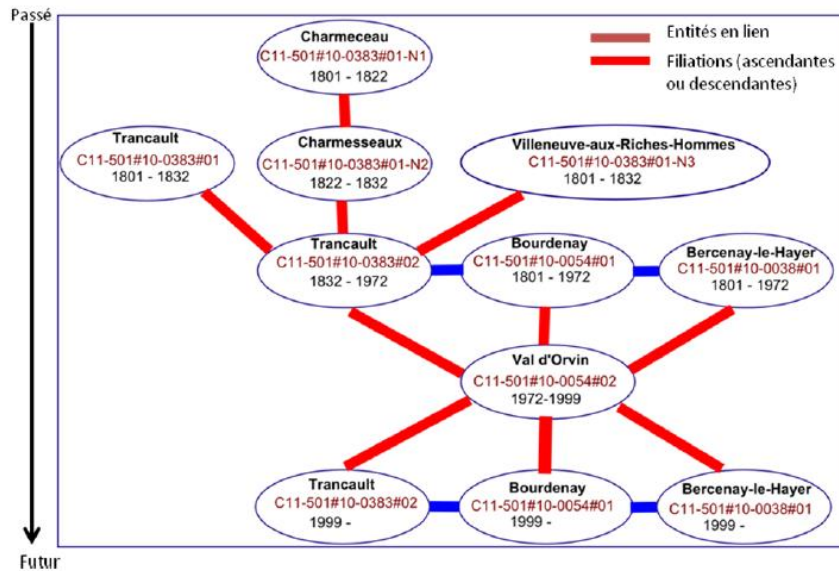 Passé
Charmeceau
C11-501#10-0383#01-N1
1801 - 1822
Entités en lien
Filiations (ascendantes
ou descendantes)
Trancault
C11-501#10-0383#01
1801 - 1832
Charmesseaux
C11-501#10-0383#01-N2
1822 - 1832
Villeneuve-aux-Riches-Hommes
C11-501#10-0383#01-N3
1801 - 1832
Trancault
C11-501#10-0383#02
1832 - 1972
Bourdenay
C11-501#10-0054#01
1801 - 1972
Bercenay-le-Hayer
C11-501#10-0038#01
1801 - 1972
Val d'Orvin
C11-501#10-0054#02
1972-1999
Trancault
C11-501#10-0383#02
1999 -
Bourdenay
C11-501#10-0054#01
1999 -
Bercenay-le-Hayer
C11-501#10-0038#01
1999 -
Futur